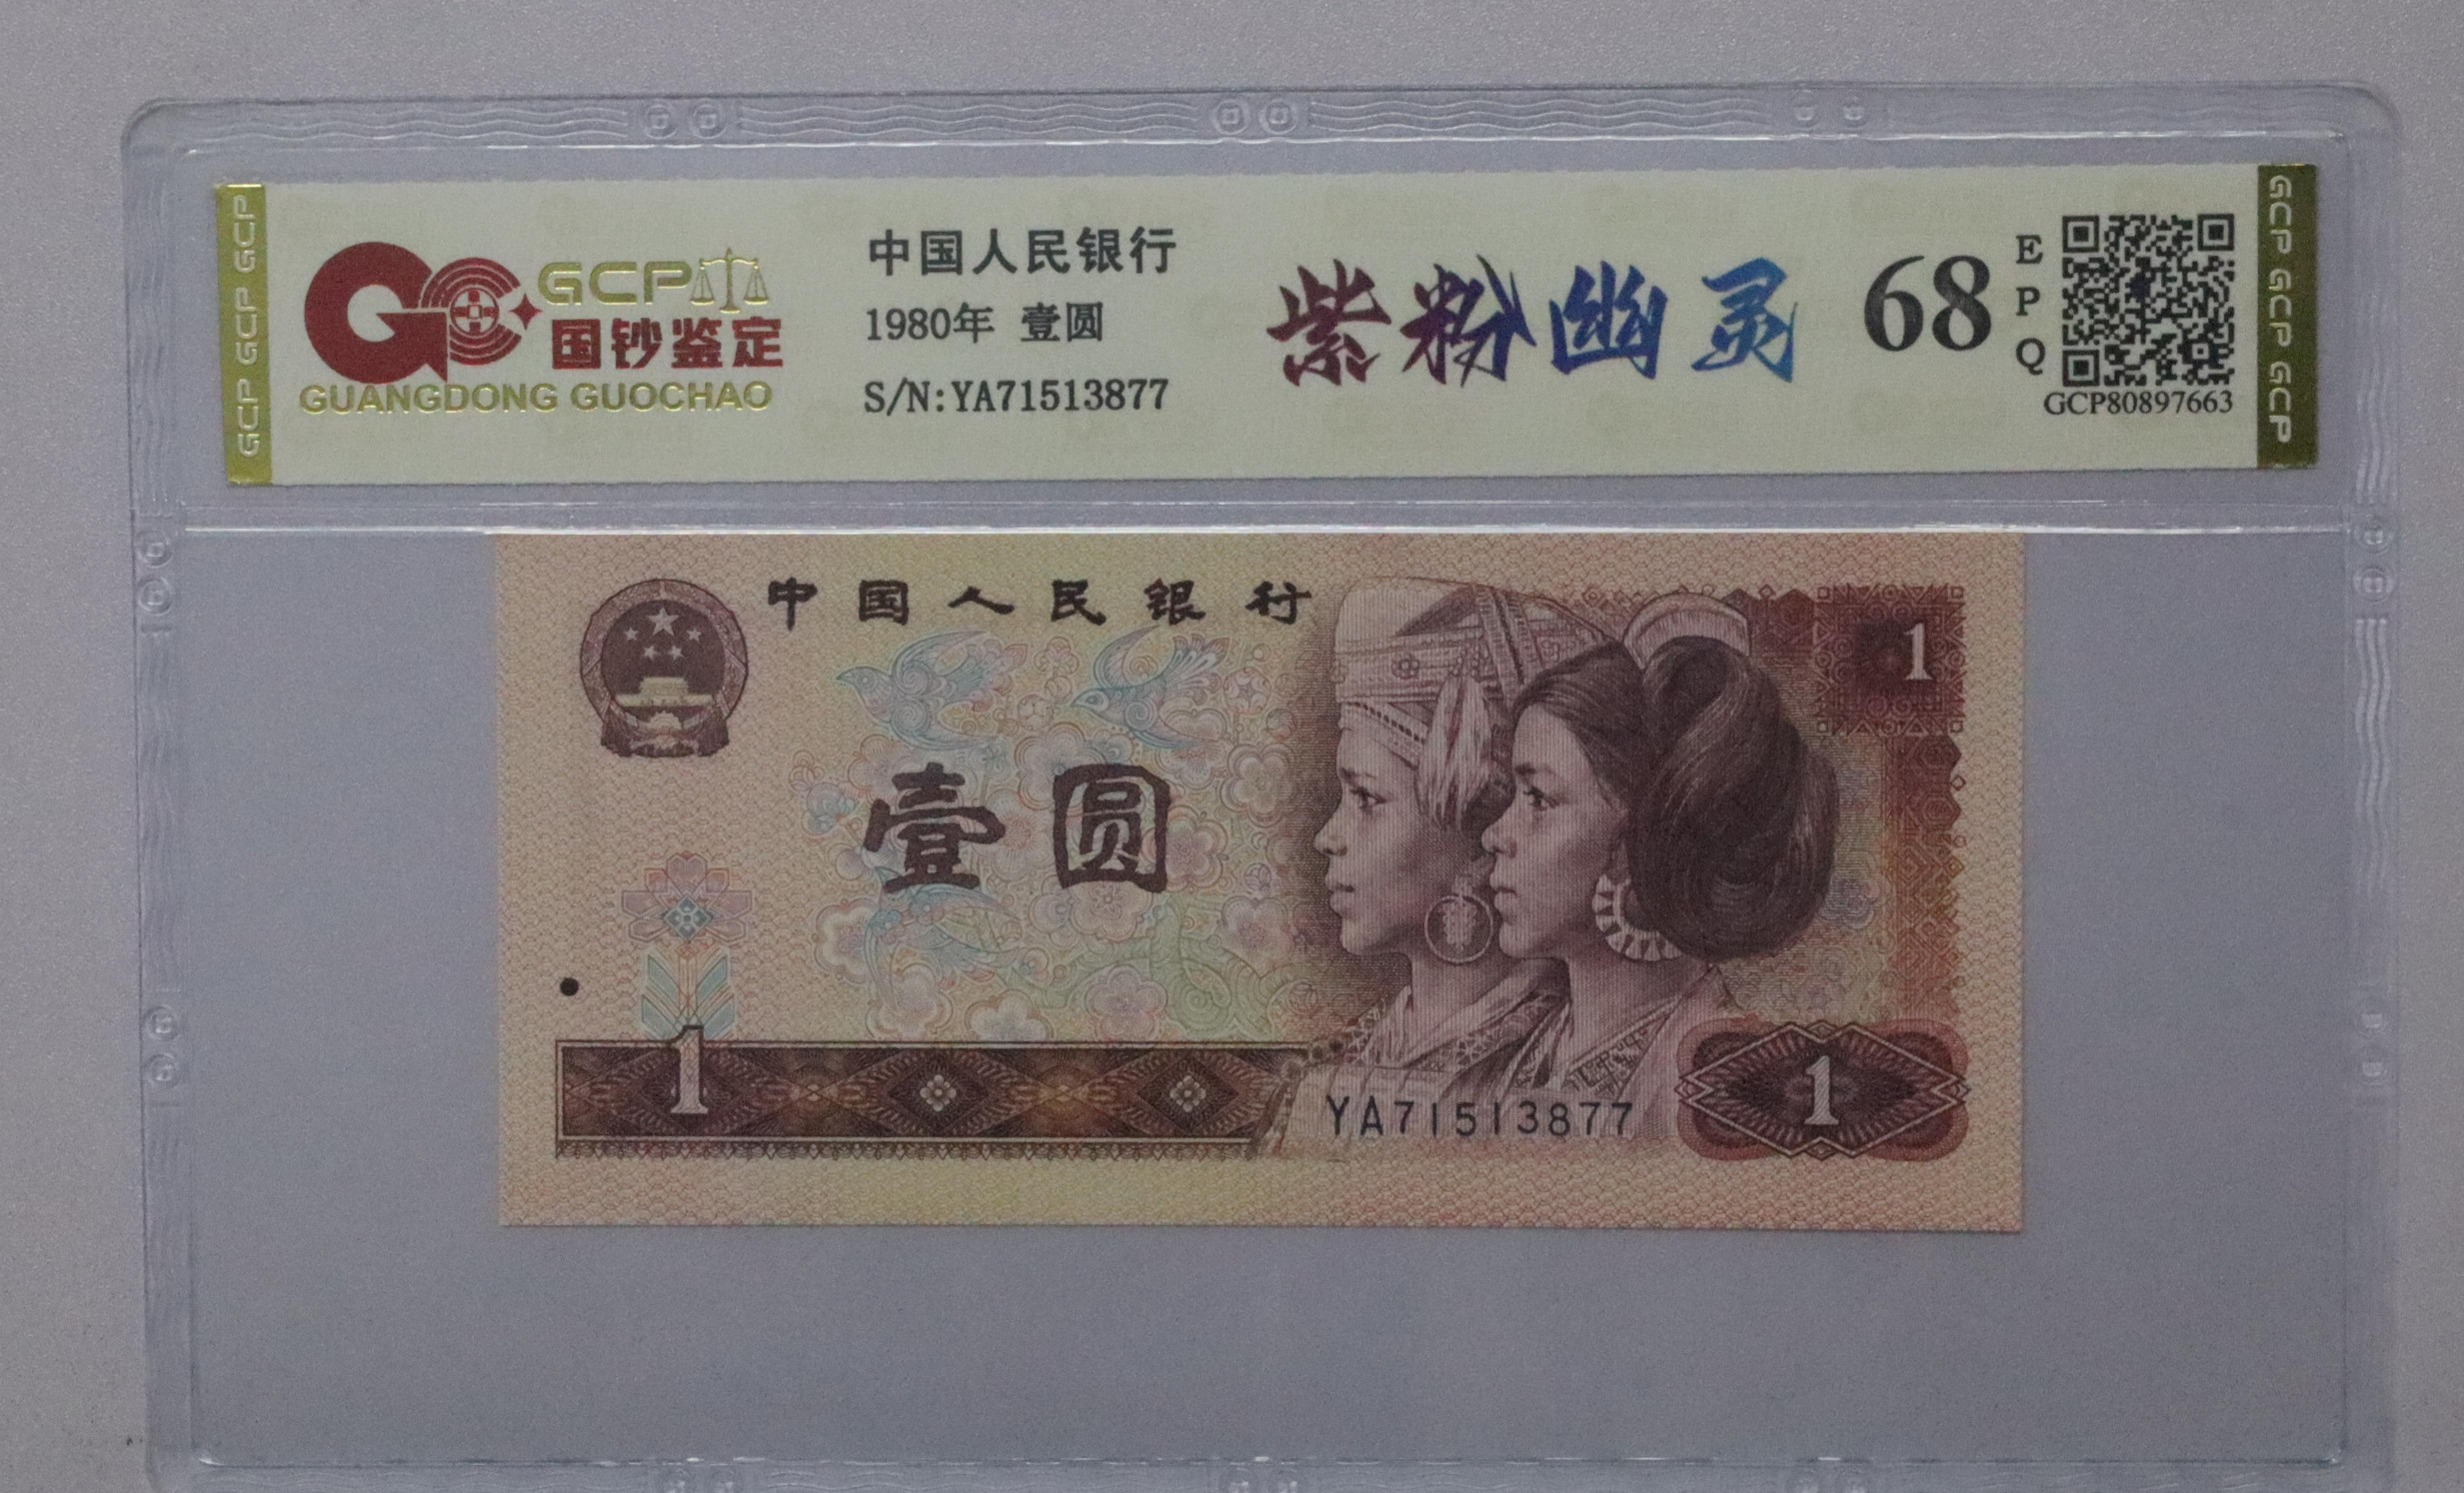 GCP GCP GCP
GCP
国钞鉴定
GUANGDONG GUOCHAO
中国人民银行
1980年 壹圆
S/N:YA71513877
紫粉幽灵
68
E
P
Q
GCP80897663
GCP GCP GCP
中国人民银行
1
壹圆
1
YA71513877
1